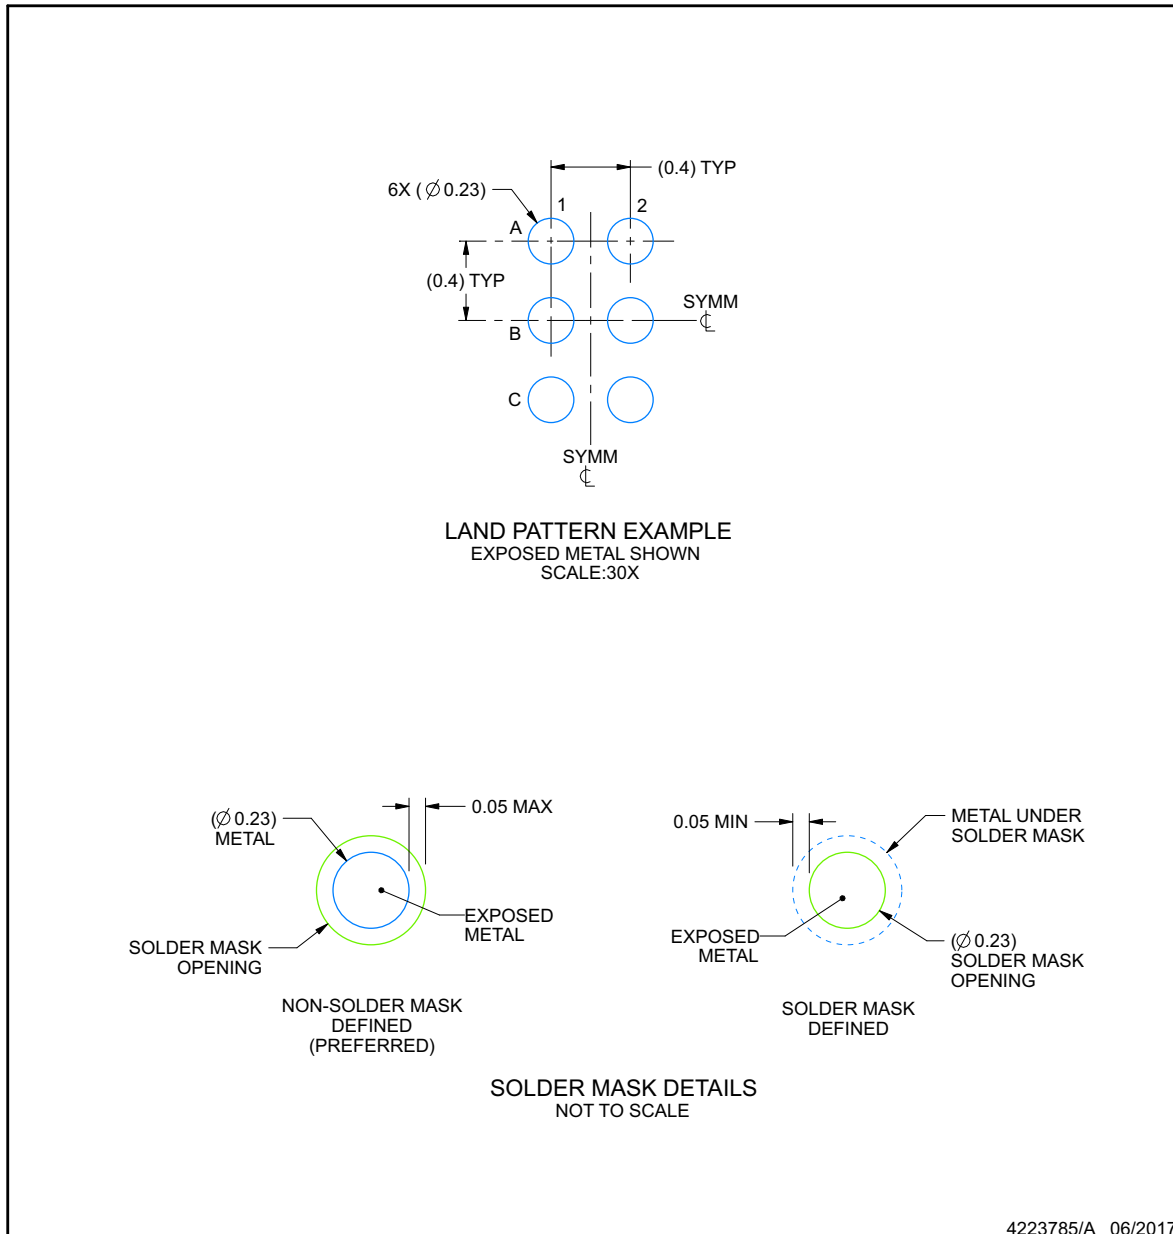 (0.4) TYP
6X ( ∅ 0.23)
1
2
A
(0.4) TYP
SYMM
℄
B
C
SYMM
℄
LAND PATTERN EXAMPLE
EXPOSED METAL SHOWN
SCALE:30X
(∅ 0.23)
METAL
0.05 MAX
EXPOSED
METAL
SOLDER MASK
OPENING
NON-SOLDER MASK
DEFINED
(PREFERRED)
0.05 MIN
METAL UNDER
SOLDER MASK
EXPOSED
METAL
(∅ 0.23)
SOLDER MASK
OPENING
SOLDER MASK
DEFINED
SOLDER MASK DETAILS
NOT TO SCALE
4223785/A 06/2017